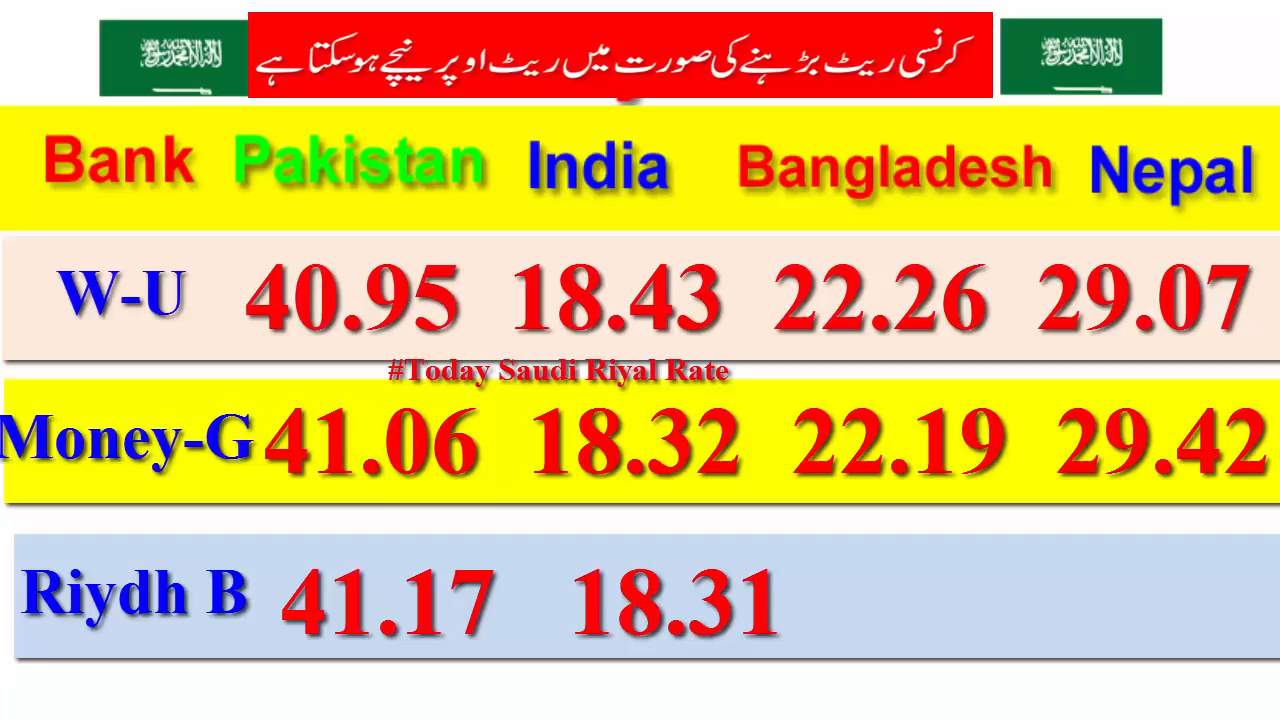 کرنسی ریٹ بڑھنے کی صورت میں ریٹ اوپر نیچے ہو سکتا ہے
Bank Pakistan India Bangladesh Nepal
W-U 40.95 18.43 22.26 29.07
#Today Saudi Riyal Rate
Money-G 41.06 18.32 22.19 29.42
Riydh B 41.17 18.31